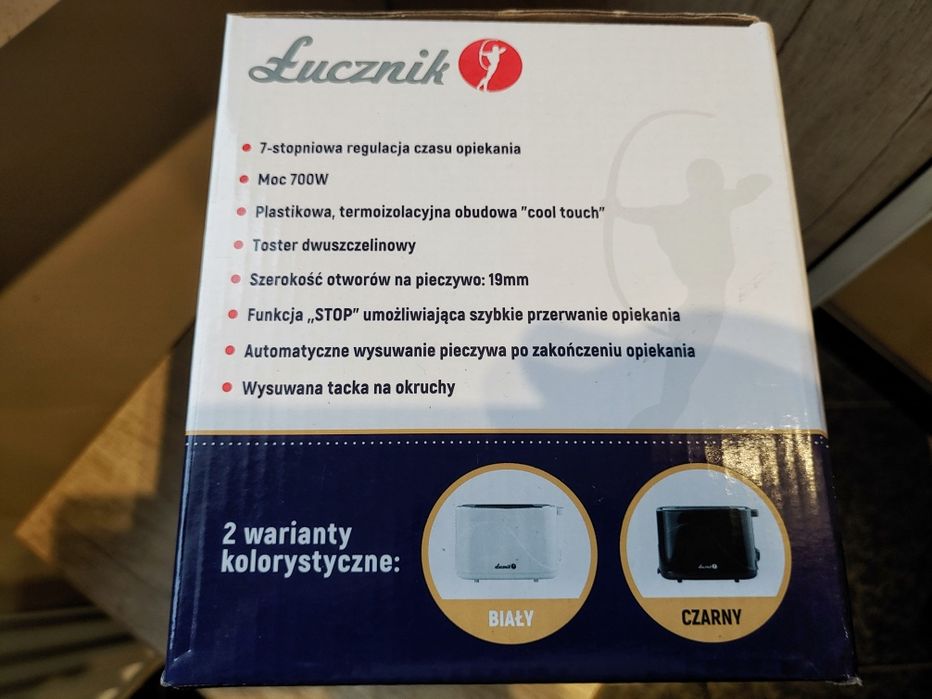 Łucznik
7-stopniowa regulacja czasu opiekania
Moc 700W
Plastikowa, termoizolacyjna obudowa "cool touch"
Toster dwuszczelinowy
Szerokość otworów na pieczywo: 19mm
Funkcja „STOP” umożliwiająca szybkie przerwanie opiekania
Automatyczne wysuwanie pieczywa po zakończeniu opiekania
Wysuwana tacka na okruchy
2 warianty
kolorystyczne:
Łucznik
BIAŁY
Łucznik
CZARNY